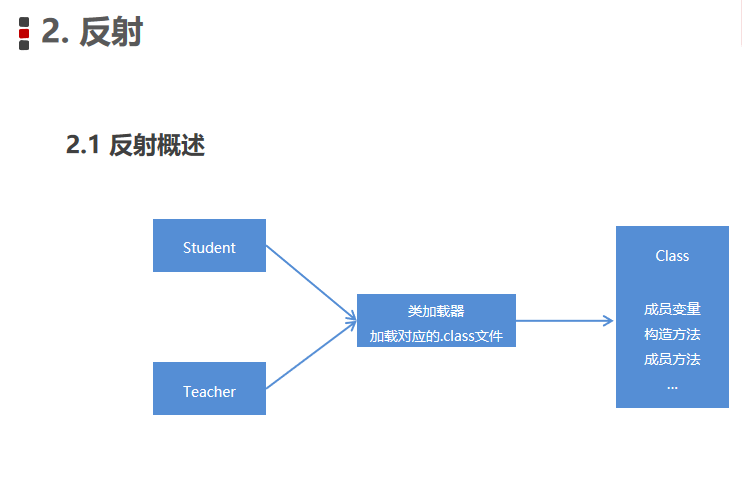 2. 反射
2.1 反射概述
Student
Teacher
类加载器
加载对应的.class文件
Class
成员变量
构造方法
成员方法
...